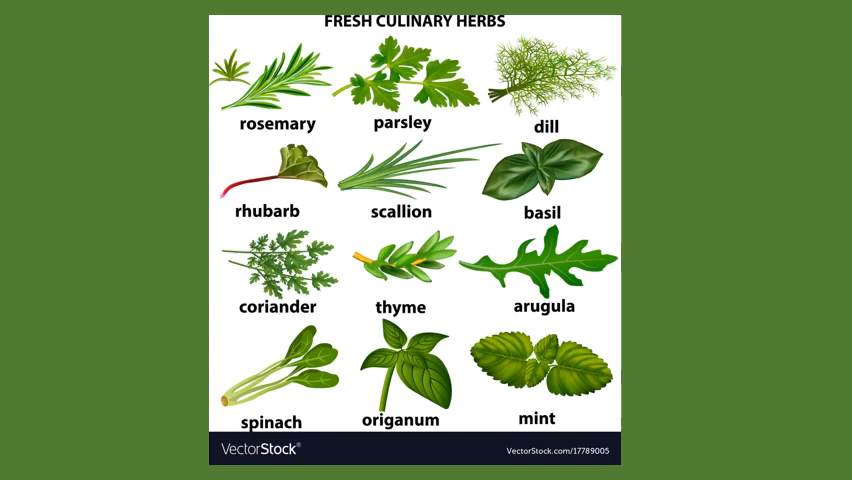 FRESH CULINARY HERBS
rosemary parsley dill
rhubarb scallion basil
coriander thyme arugula
spinach origanum mint
VectorStock® VectorStock.com/17789005